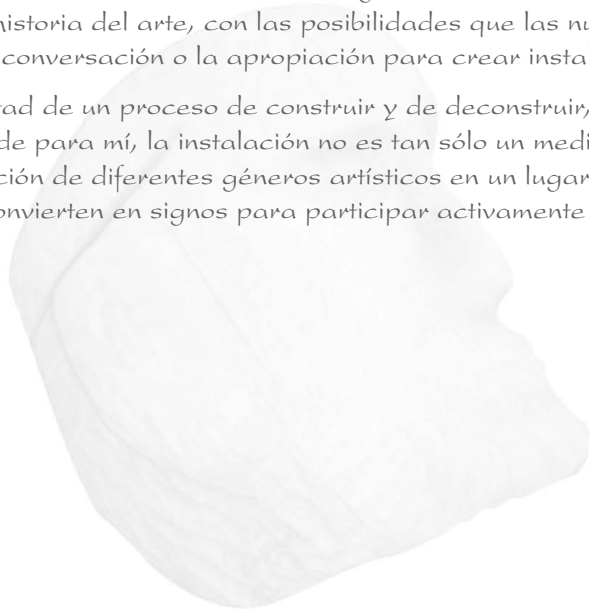 historia del arte, con las posibilidades que las nu
conversación o la apropiación para crear insta
tad de un proceso de construir y de deconstruir,
de para mí, la instalación no es tan sólo un medi
ción de diferentes géneros artísticos en un lugar
onvierten en signos para participar activamente